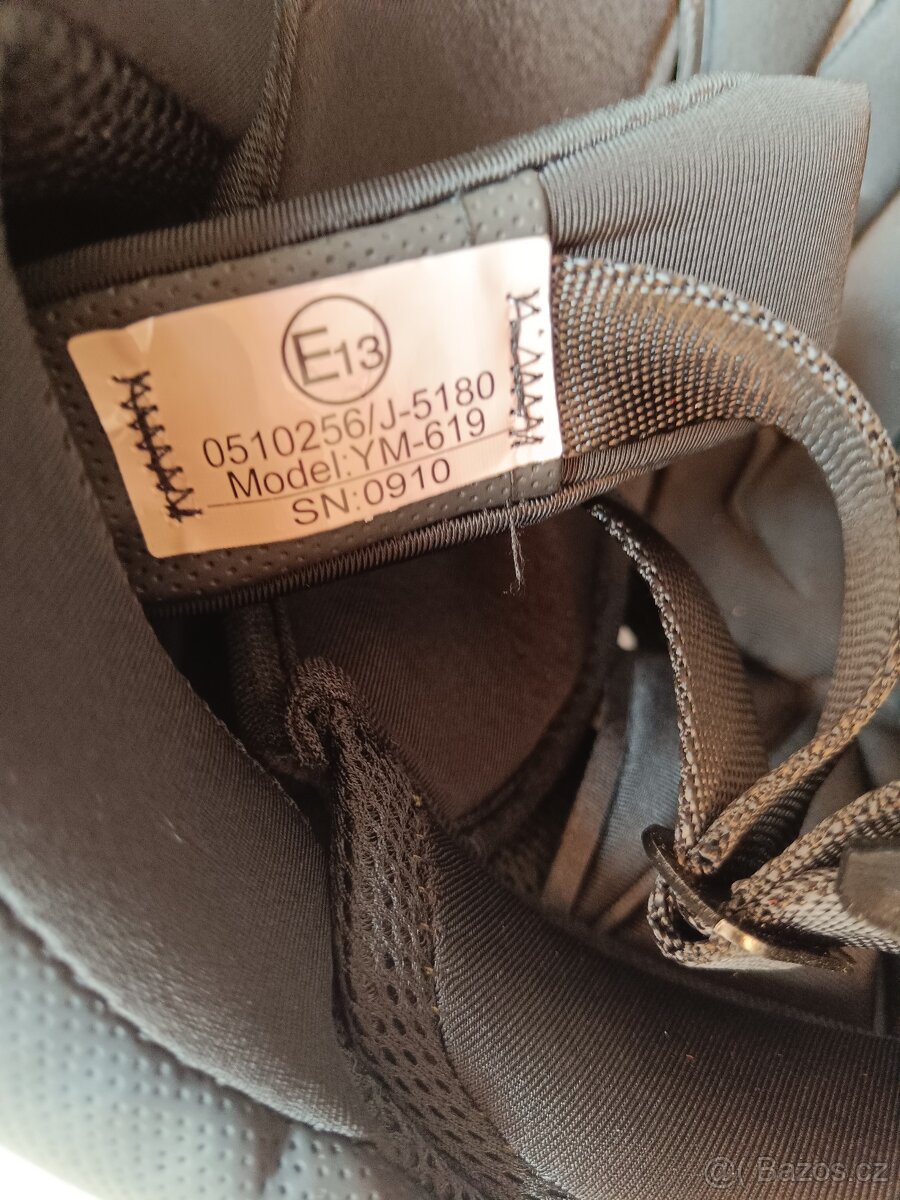 E13
0510256/J-5180
Model:YM-619
SN:0910
Bazos.cz